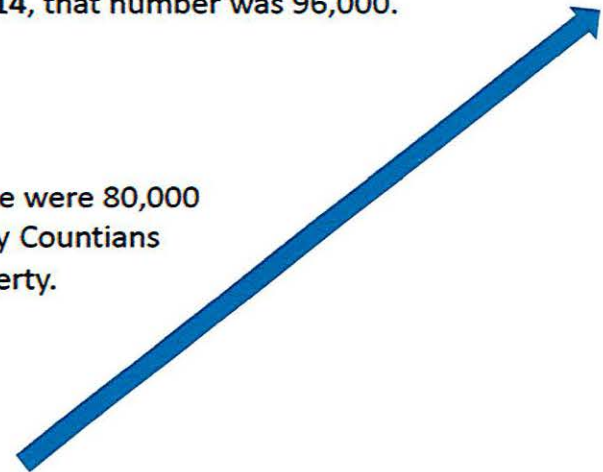 14, that number was 96,000.
e were 80,000
y Countians
erty.